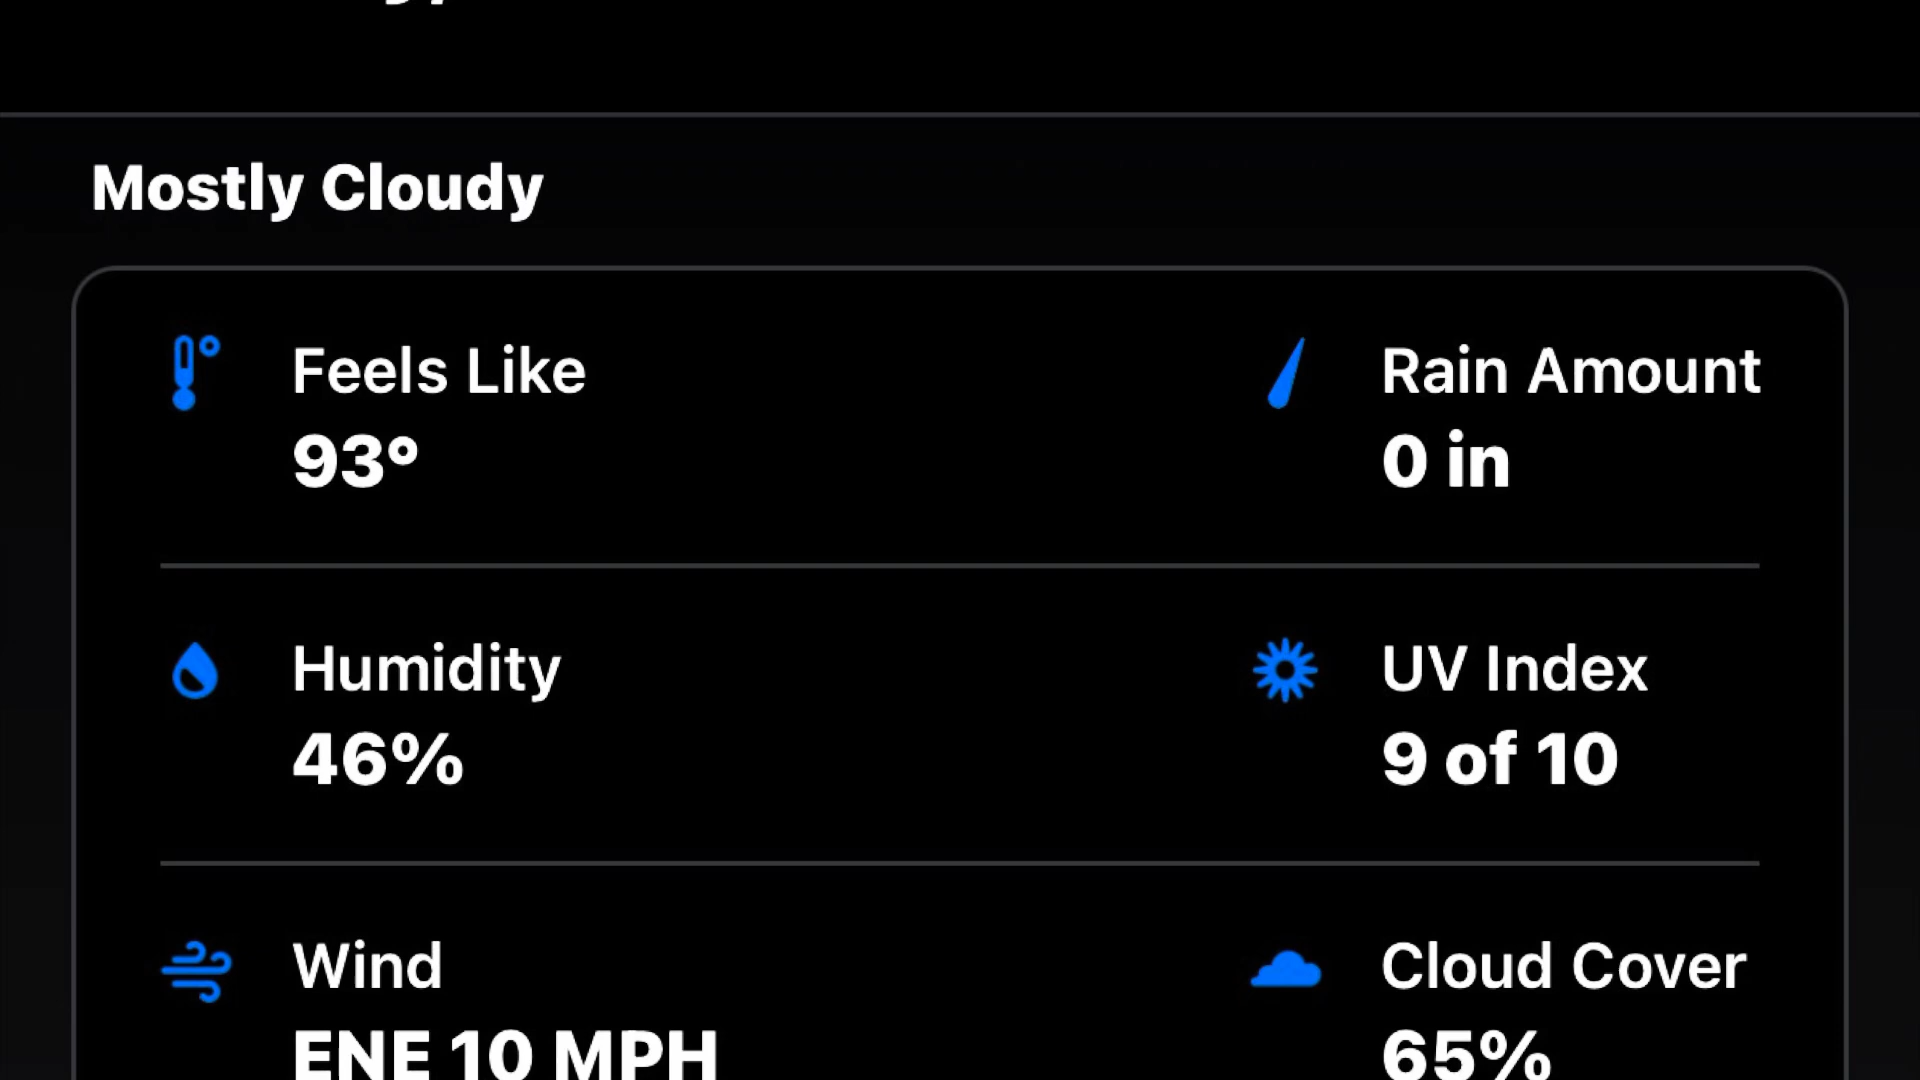 Mostly Cloudy
Feels Like
93°
Rain Amount
0 in
Humidity
46%
UV Index
9 of 10
Wind
ENE 10 MPH
Cloud Cover
65%